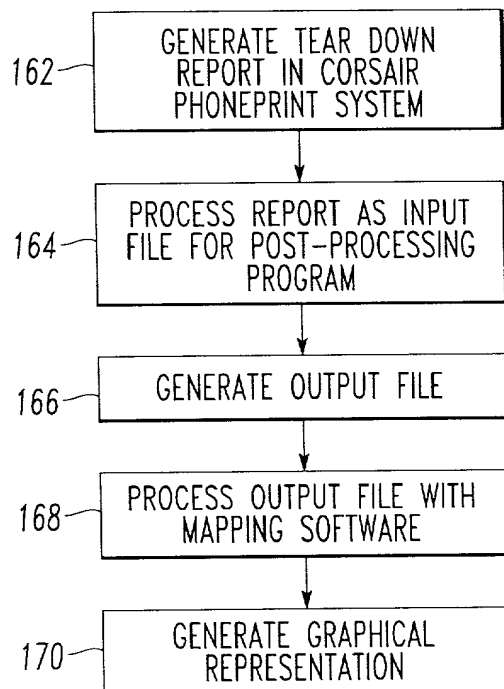 162
GENERATE TEAR DOWN
REPORT IN CORSAIR
PHONEPRINT SYSTEM
164
PROCESS REPORT AS INPUT
FILE FOR POST-PROCESSING
PROGRAM
166
GENERATE OUTPUT FILE
168
PROCESS OUTPUT FILE WITH
MAPPING SOFTWARE
170
GENERATE GRAPHICAL
REPRESENTATION